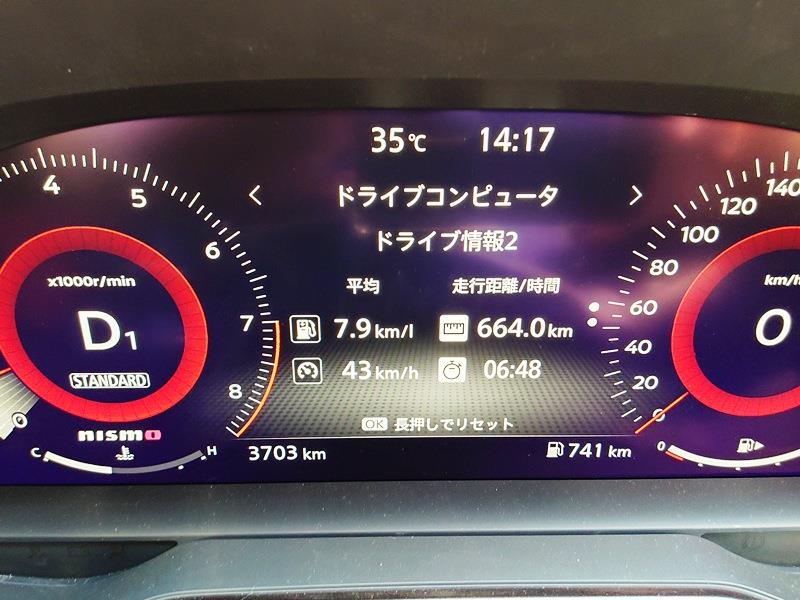 35℃ 14:17
ドライブコンピュータ
ドライブ情報2
平均 走行距離/時間
7.9 km/l 664.0 km
43 km/h 06:48
OK 長押しでリセット
3703 km
741 km
4 5 6 7 8
x1000r/min
D1
STANDARD
nismo
C H
0 20 40 60 80 100 120 140
km/h
0
0